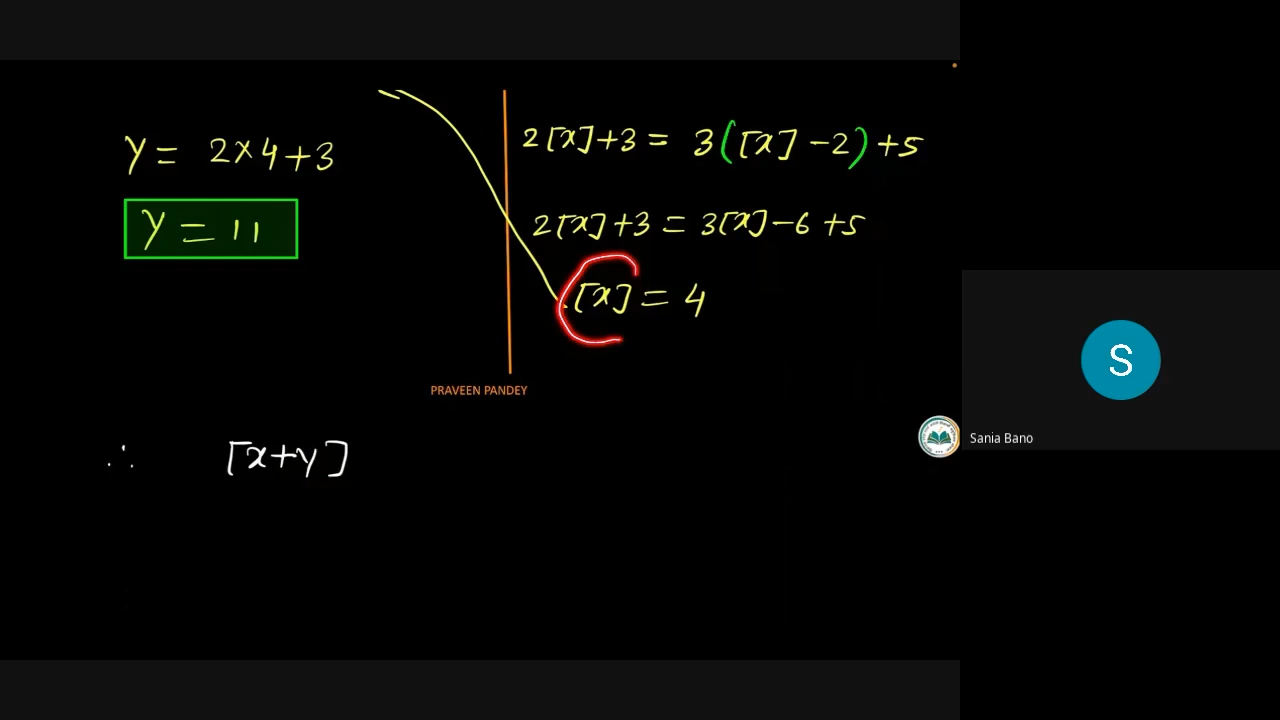 y = 2×4+3
y = 11
2[x]+3 = 3([x]-2)+5
2[x]+3 = 3[x]-6+5
[x] = 4
PRAVEEN PANDEY
∴ [x+y]
S
Sania Bano